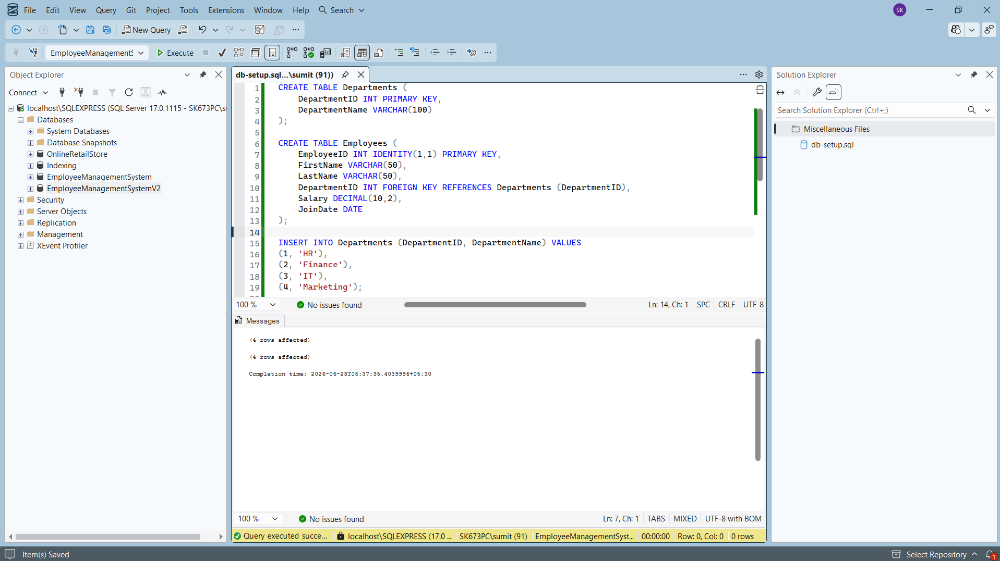 File Edit View Query Git Project Tools Extensions Window Help Search SK
New Query
EmployeeManagementS Execute
Object Explorer
Connect
localhost\SQLEXPRESS (SQL Server 17.0.1115 - SK673PC\su
Databases
System Databases
Database Snapshots
OnlineRetailStore
Indexing
EmployeeManagementSystem
EmployeeManagementSystemV2
Security
Server Objects
Replication
Management
XEvent Profiler
db-setup.sql...\sumit (91))
1 CREATE TABLE Departments (
2 DepartmentID INT PRIMARY KEY,
3 DepartmentName VARCHAR(100)
4 );
5
6 CREATE TABLE Employees (
7 EmployeeID INT IDENTITY(1,1) PRIMARY KEY,
8 FirstName VARCHAR(50),
9 LastName VARCHAR(50),
10 DepartmentID INT FOREIGN KEY REFERENCES Departments (DepartmentID),
11 Salary DECIMAL(10,2),
12 JoinDate DATE
13 );
14
15 INSERT INTO Departments (DepartmentID, DepartmentName) VALUES
16 (1, 'HR'),
17 (2, 'Finance'),
18 (3, 'IT'),
19 (4, 'Marketing');
100 % No issues found Ln: 14, Ch: 1 SPC CRLF UTF-8
Messages
(4 rows affected)
(4 rows affected)
Completion time: 2026-06-23T05:37:35.4039996+05:30
100 % No issues found Ln: 7, Ch: 1 TABS MIXED UTF-8 with BOM
Query executed succe... localhost\SQLEXPRESS (17.0 ... SK673PC\sumit (91) EmployeeManagementSyst... 00:00:00 Row: 0, Col: 0 0 rows
Solution Explorer
Search Solution Explorer (Ctrl+;)
Miscellaneous Files
db-setup.sql
Item(s) Saved Select Repository 1